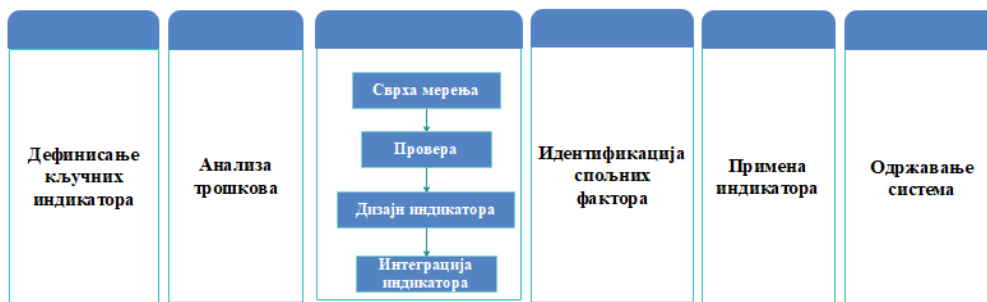 Дефинисање
кључних
индикатора
Анализа
трошкова
Сврха мерења
Провера
Дизајн индикатора
Интеграција
индикатора
Идентификација
спољних
фактора
Примена
индикатора
Одржавање
система